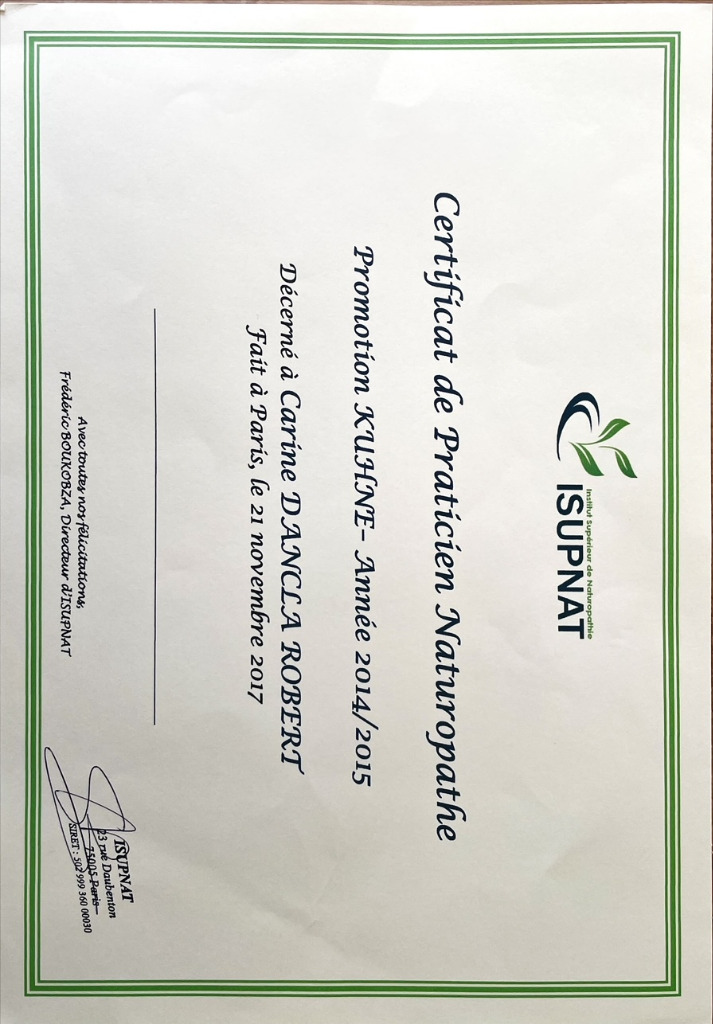 Institut Supérieur de Naturopathie
ISUPNAT
Certificat de Praticien Naturopathe
Promotion KUHNE- Année 2014/2015
Décerné à Carine DANCLA ROBERT
Fait à Paris, le 21 novembre 2017
Avec toutes nos félicitations,
Frédéric BOUKOBZA, Directeur d'ISUPNAT
ISUPNAT
23 rue Daubenton
75005 Paris
SIRET : 502 999 360 00030